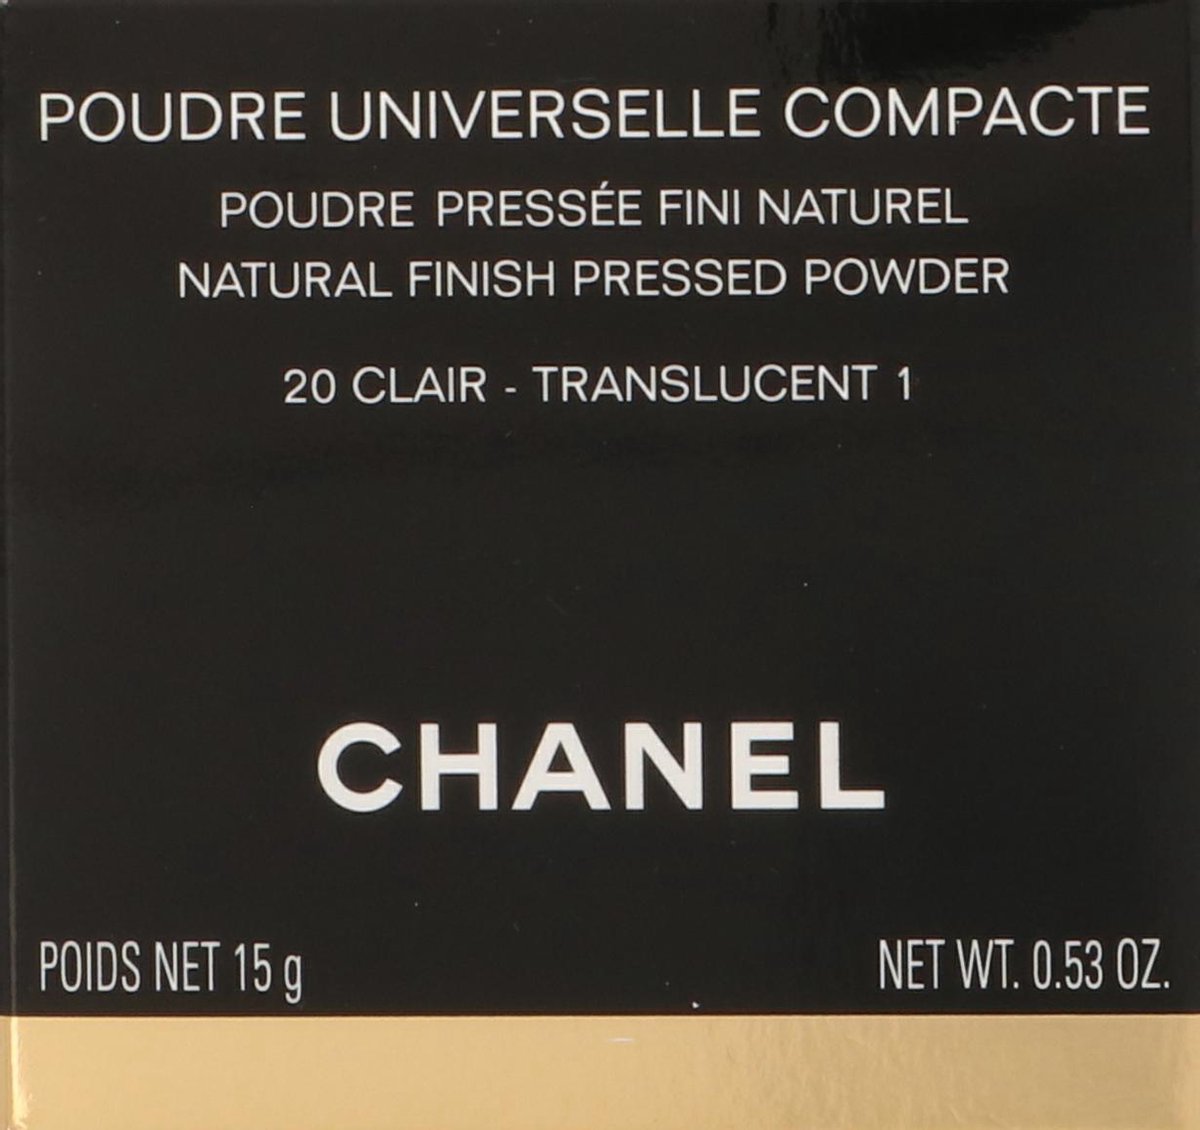 POUDRE UNIVERSELLE COMPACTE
POUDRE PRESSÉE FINI NATUREL
NATURAL FINISH PRESSED POWDER
20 CLAIR - TRANSLUCENT 1
CHANEL
POIDS NET 15 g
NET WT. 0.53 OZ.